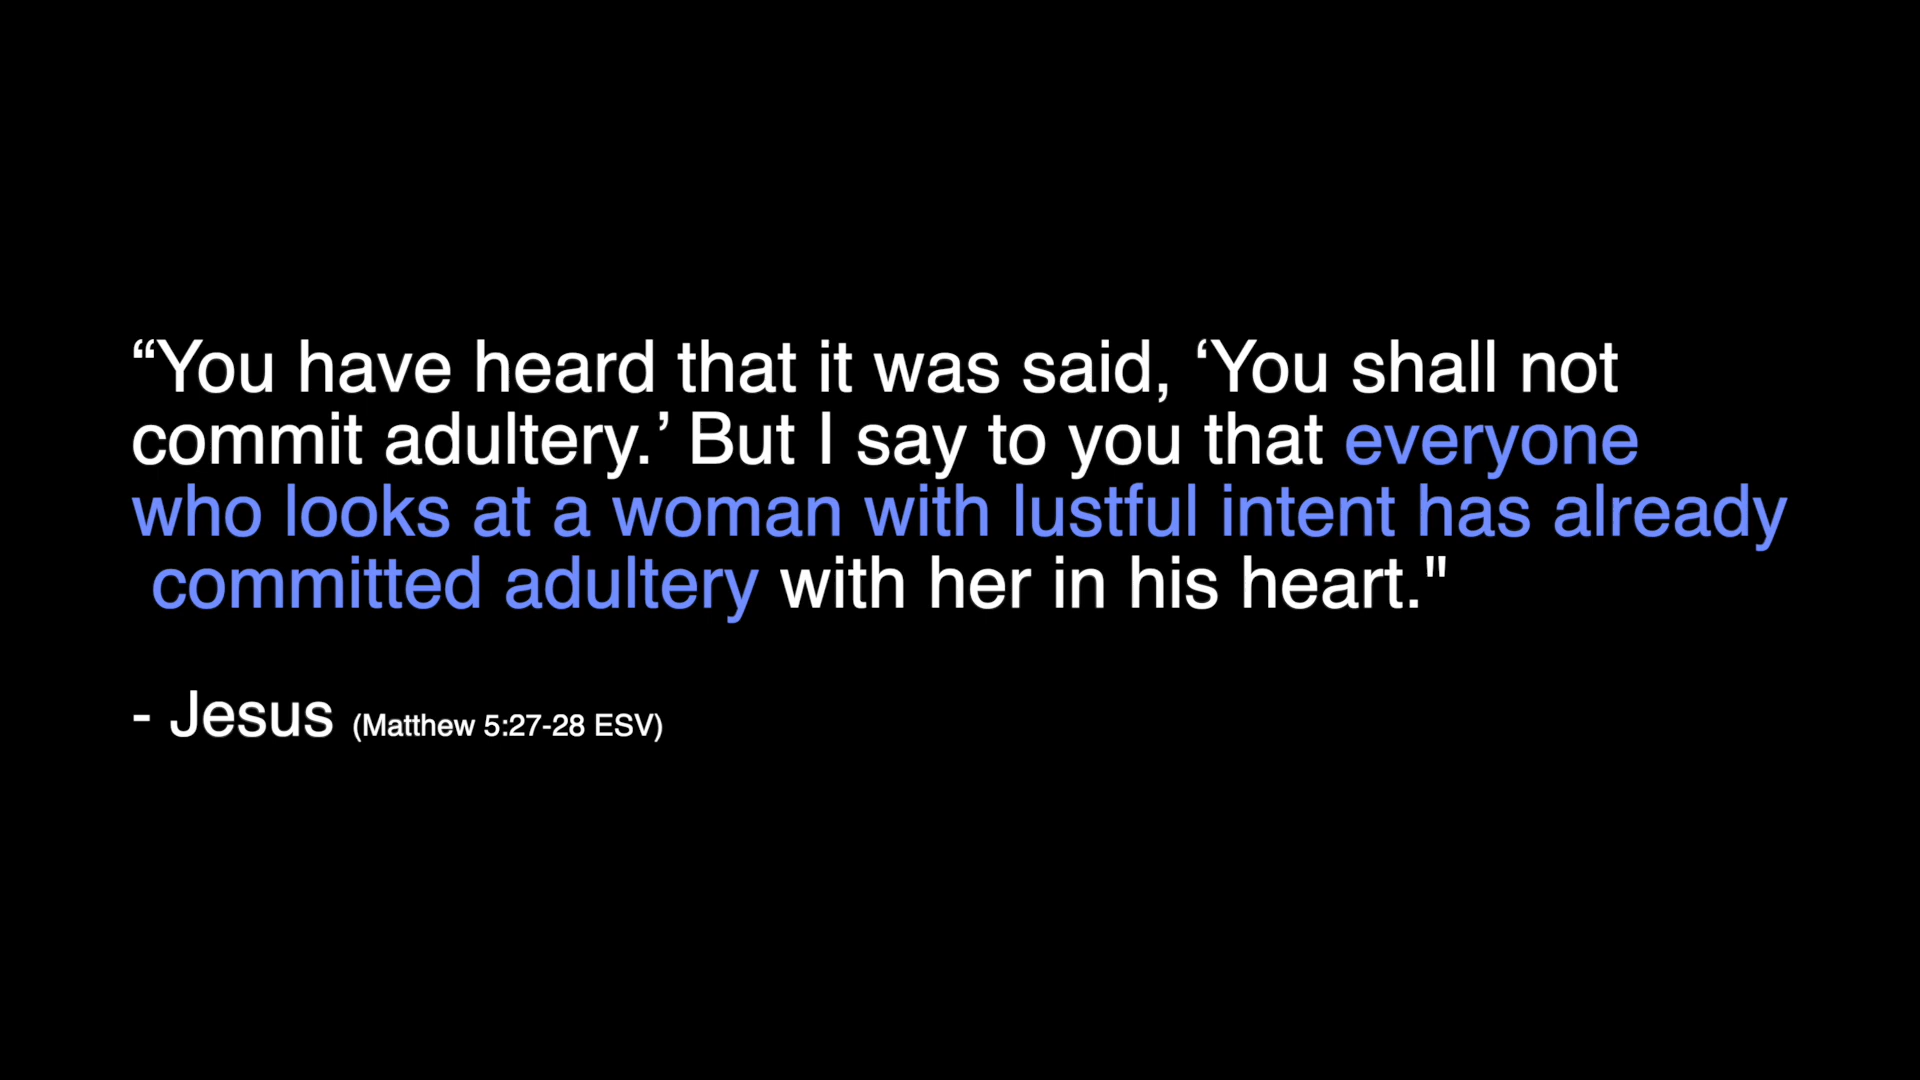 “You have heard that it was said, ‘You shall not
commit adultery.’ But I say to you that everyone
who looks at a woman with lustful intent has already
committed adultery with her in his heart."
- Jesus (Matthew 5:27-28 ESV)